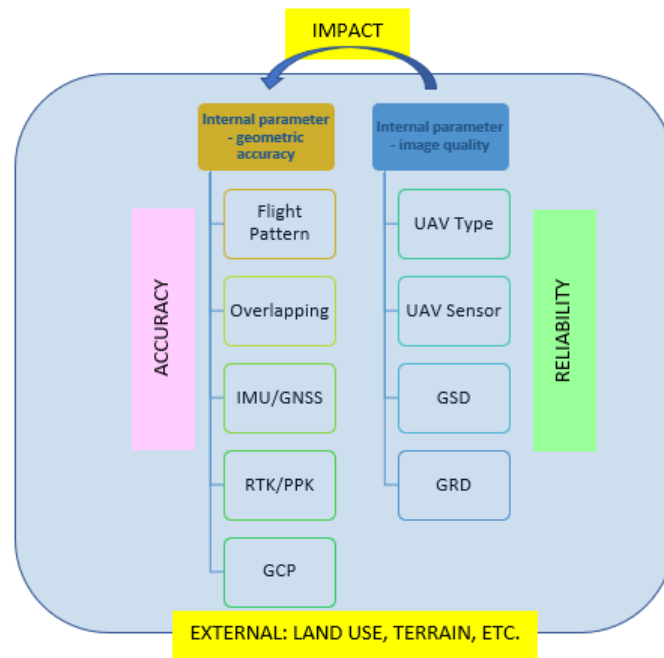 IMPACT
Internal parameter
- geometric
accuracy
Internal parameter
- image quality
ACCURACY
Flight
Pattern
Overlapping
IMU/GNSS
RTK/PPK
GCP
UAV Type
UAV Sensor
GSD
GRD
RELIABILITY
EXTERNAL: LAND USE, TERRAIN, ETC.